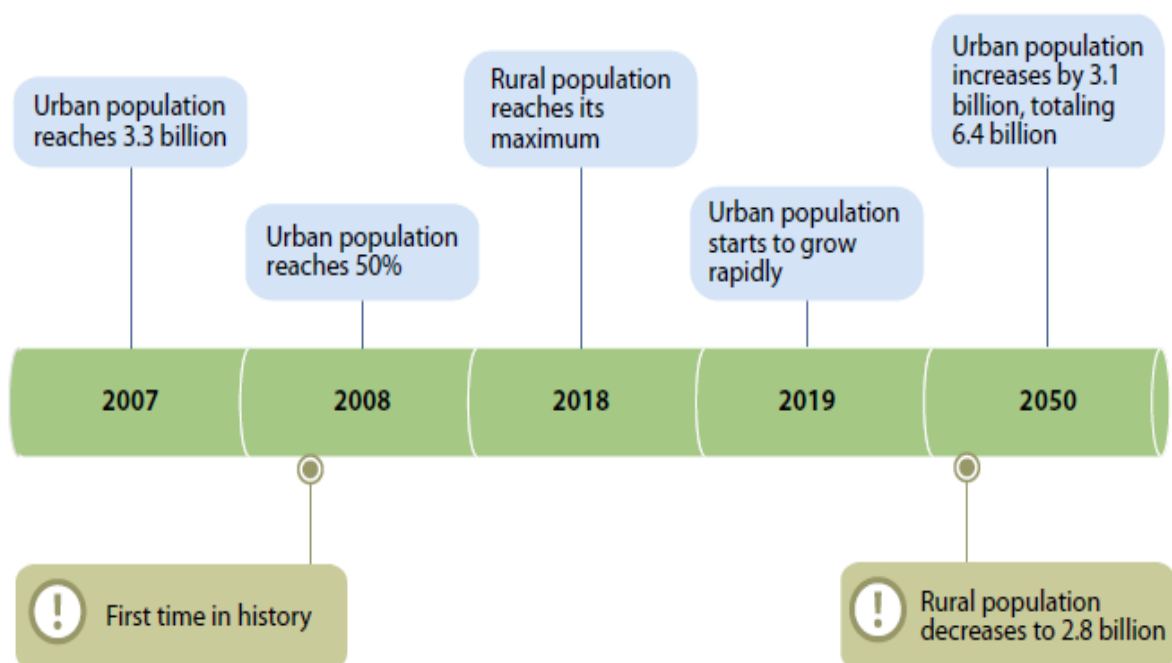 Urban population
reaches 3.3 billion
Urban population
reaches 50%
Rural population
reaches its
maximum
Urban population
starts to grow
rapidly
Urban population
increases by 3.1
billion, totaling
6.4 billion
2007
2008
2018
2019
2050
First time in history
Rural population
decreases to 2.8 billion